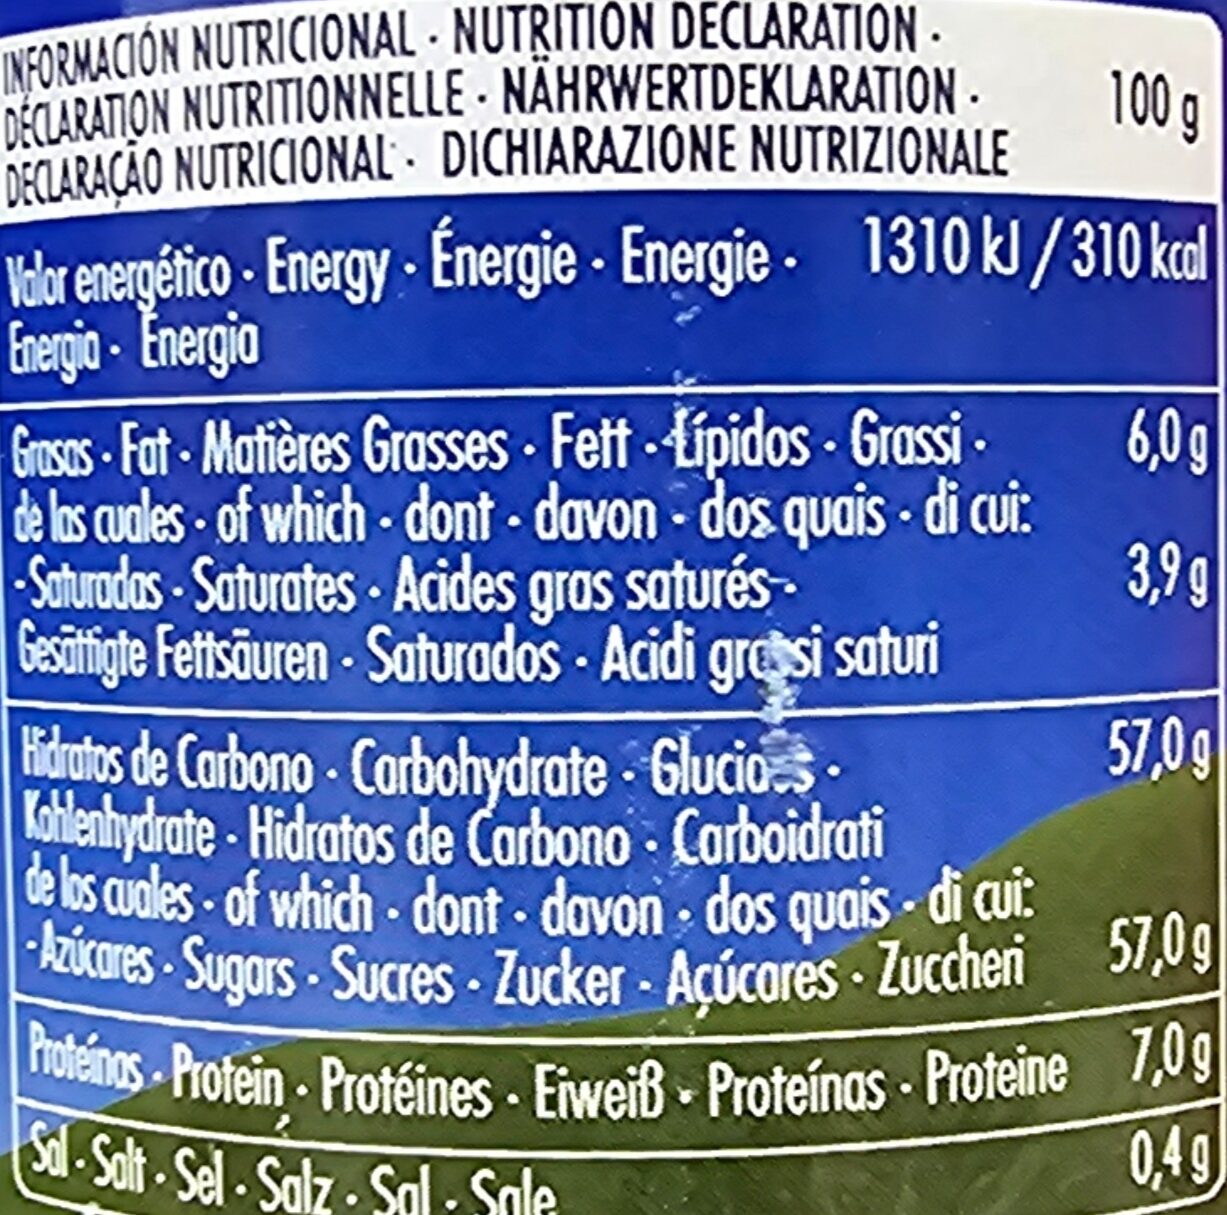 INFORMACIÓN NUTRICIONAL · NUTRITION DECLARATION ·
DÉCLARATION NUTRITIONNELLE · NÄHRWERTDEKLARATION · 100 g
DECLARAÇÃO NUTRICIONAL · DICHIARAZIONE NUTRIZIONALE
Valor energético · Energy · Énergie · Energie · 1310 kJ / 310 kcal
Energia · Energia
Grasas · Fat · Matières Grasses · Fett · Lípidos · Grassi · 6,0 g
de las cuales · of which · dont · davon · dos quais · di cui:
- Saturadas · Saturates · Acides gras saturés · 3,9 g
Gesättigte Fettsäuren · Saturados · Acidi grassi saturi
Hidratos de Carbono · Carbohydrate · Glucides · 57,0 g
Kohlenhydrate · Hidratos de Carbono · Carboidrati
de los cuales · of which · dont · davon · dos quais · di cui:
- Azúcares · Sugars · Sucres · Zucker · Açúcares · Zuccheri 57,0 g
Proteínas · Protein · Protéines · Eiweiß · Proteínas · Proteine 7,0 g
Sal · Salt · Sel · Salz · Sal · Sale 0,4 g